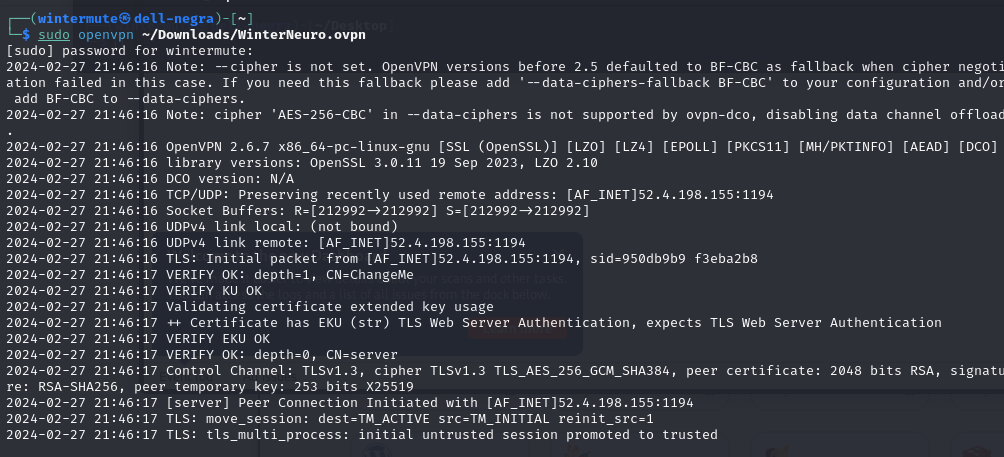 ┌──(wintermute㉿dell-negra)-[~]
└─$ sudo openvpn ~/Downloads/WinterNeuro.ovpn
[sudo] password for wintermute:
2024-02-27 21:46:16 Note: --cipher is not set. OpenVPN versions before 2.5 defaulted to BF-CBC as fallback when cipher negoti
ation failed in this case. If you need this fallback please add '--data-ciphers-fallback BF-CBC' to your configuration and/or
add BF-CBC to --data-ciphers.
2024-02-27 21:46:16 Note: cipher 'AES-256-CBC' in --data-ciphers is not supported by ovpn-dco, disabling data channel offload
.
2024-02-27 21:46:16 OpenVPN 2.6.7 x86_64-pc-linux-gnu [SSL (OpenSSL)] [LZO] [LZ4] [EPOLL] [PKCS11] [MH/PKTINFO] [AEAD] [DCO]
2024-02-27 21:46:16 library versions: OpenSSL 3.0.11 19 Sep 2023, LZO 2.10
2024-02-27 21:46:16 DCO version: N/A
2024-02-27 21:46:16 TCP/UDP: Preserving recently used remote address: [AF_INET]52.4.198.155:1194
2024-02-27 21:46:16 Socket Buffers: R=[212992->212992] S=[212992->212992]
2024-02-27 21:46:16 UDPv4 link local: (not bound)
2024-02-27 21:46:16 UDPv4 link remote: [AF_INET]52.4.198.155:1194
2024-02-27 21:46:16 TLS: Initial packet from [AF_INET]52.4.198.155:1194, sid=950db9b9 f3eba2b8
2024-02-27 21:46:17 VERIFY OK: depth=1, CN=ChangeMe
2024-02-27 21:46:17 VERIFY KU OK
2024-02-27 21:46:17 Validating certificate extended key usage
2024-02-27 21:46:17 ++ Certificate has EKU (str) TLS Web Server Authentication, expects TLS Web Server Authentication
2024-02-27 21:46:17 VERIFY EKU OK
2024-02-27 21:46:17 VERIFY OK: depth=0, CN=server
2024-02-27 21:46:17 Control Channel: TLSv1.3, cipher TLSv1.3 TLS_AES_256_GCM_SHA384, peer certificate: 2048 bits RSA, signatu
re: RSA-SHA256, peer temporary key: 253 bits X25519
2024-02-27 21:46:17 [server] Peer Connection Initiated with [AF_INET]52.4.198.155:1194
2024-02-27 21:46:17 TLS: move_session: dest=TM_ACTIVE src=TM_INITIAL reinit_src=1
2024-02-27 21:46:17 TLS: tls_multi_process: initial untrusted session promoted to trusted